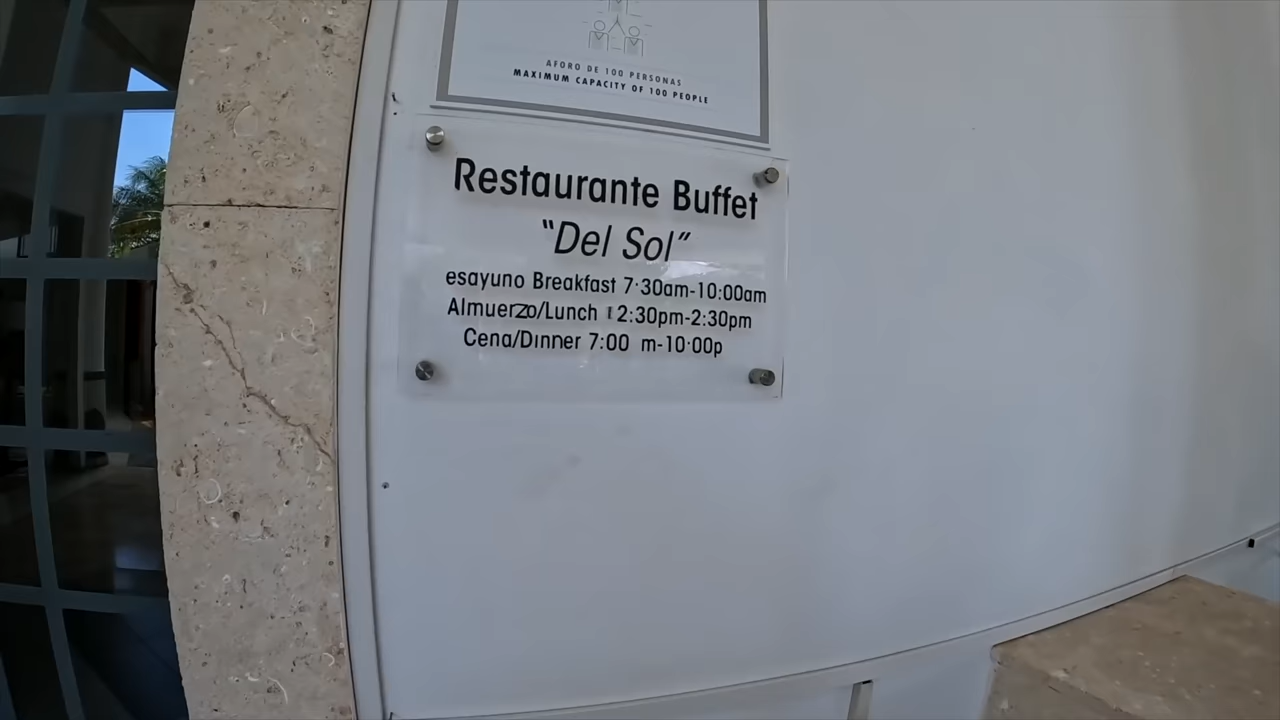 AFORO DE 100 PERSONAS
MAXIMUM CAPACITY OF 100 PEOPLE
Restaurante Buffet
"Del Sol"
esayuno Breakfast 7:30am-10:00am
Almuerzo/Lunch 12:30pm-2:30pm
Cena/Dinner 7:00 m-10:00p